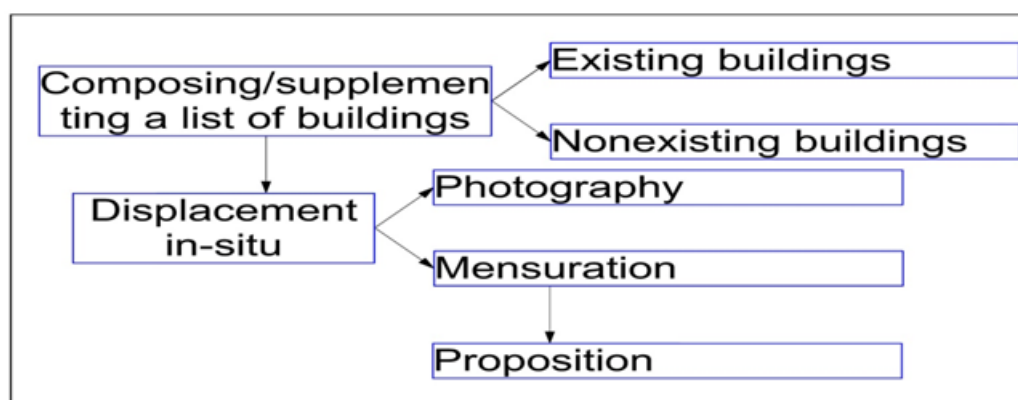 Composing/supplemen
ting a list of buildings
Existing buildings
Nonexisting buildings
Displacement
in-situ
Photography
Mensuration
Proposition